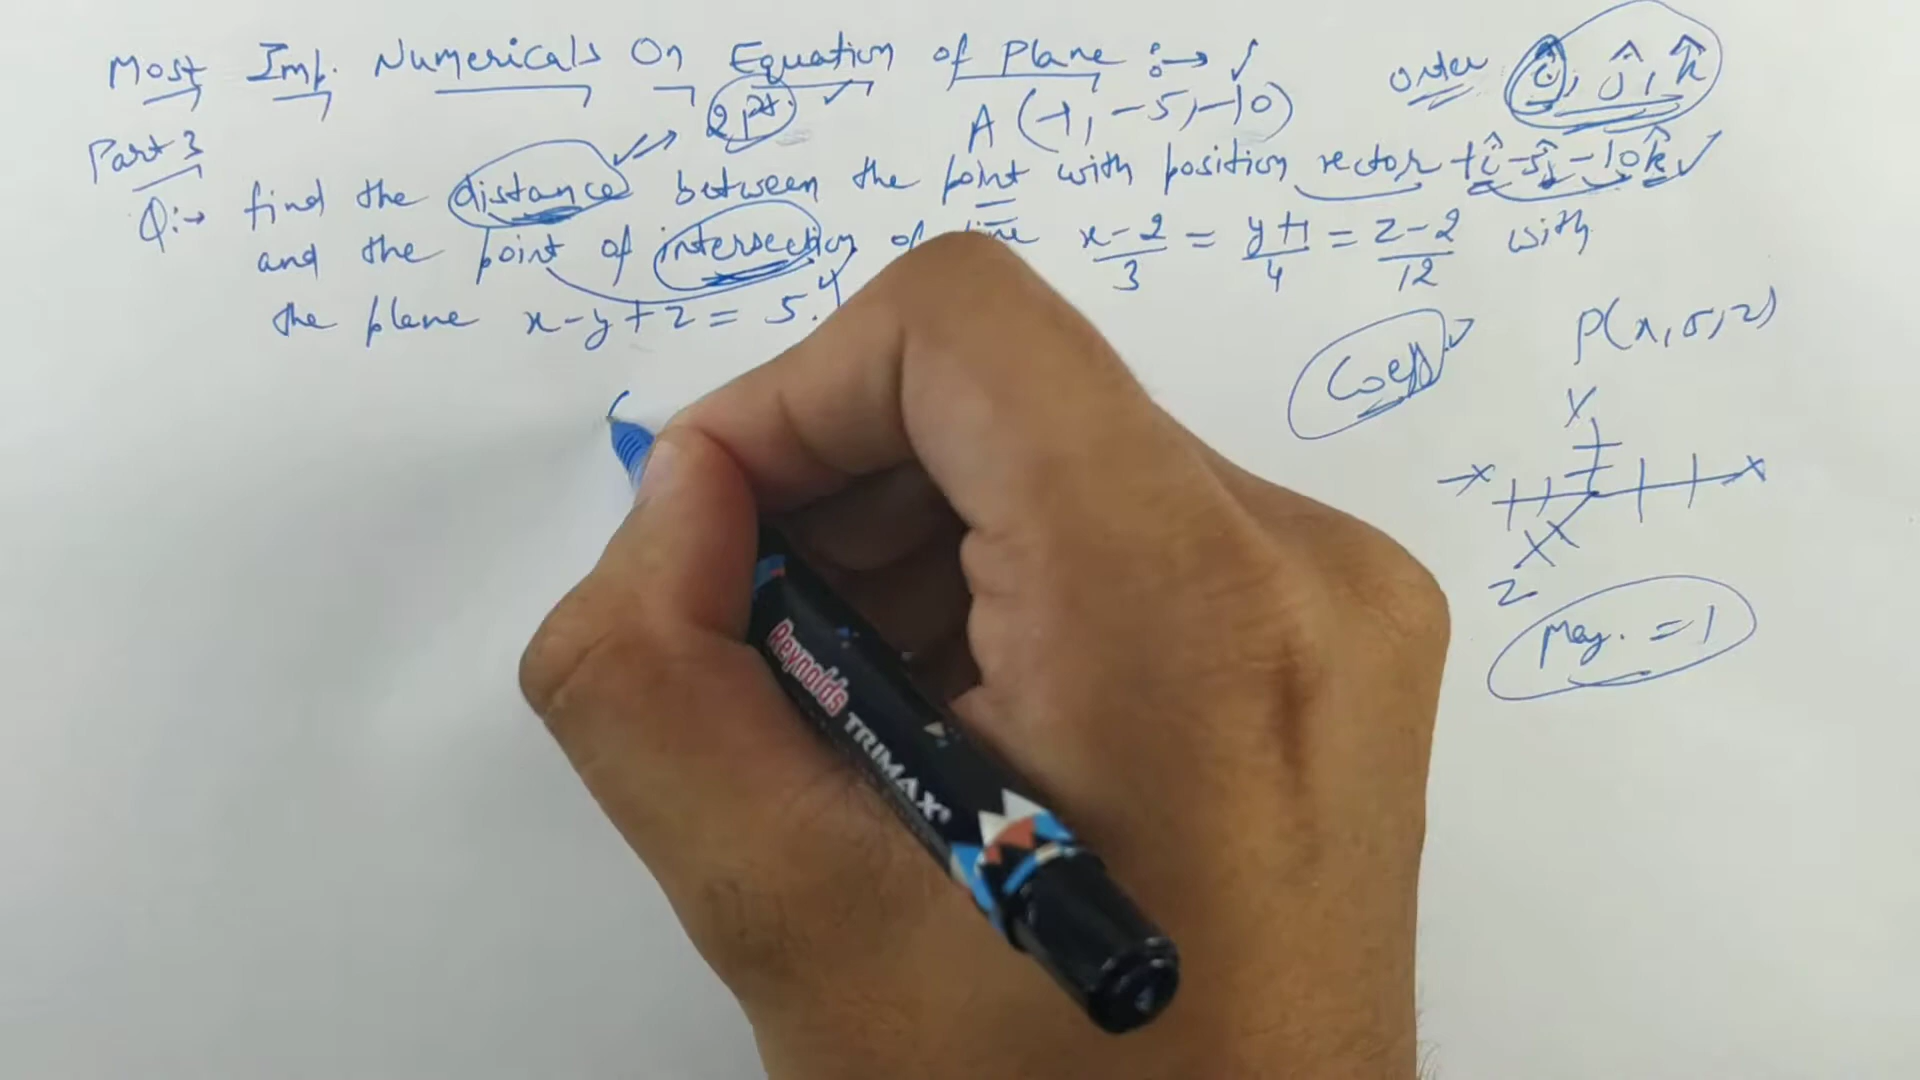 Most Imp. Numericals On Equation of Plane :→ ✓
order î, ĵ, k̂
2 pt. ✓
A (-1, -5, -10)
Part 3
Q:→ find the distance between the point with position vector +î-5ĵ-10k̂ ✓
and the point of intersection of line x-2/3 = y+1/4 = z-2/12 with
the plane x-y+z = 5.
Coeff ✓
P(x, 5, 2)
Y
-X X
Z
Mag. = 1
Reynolds TRIMAX